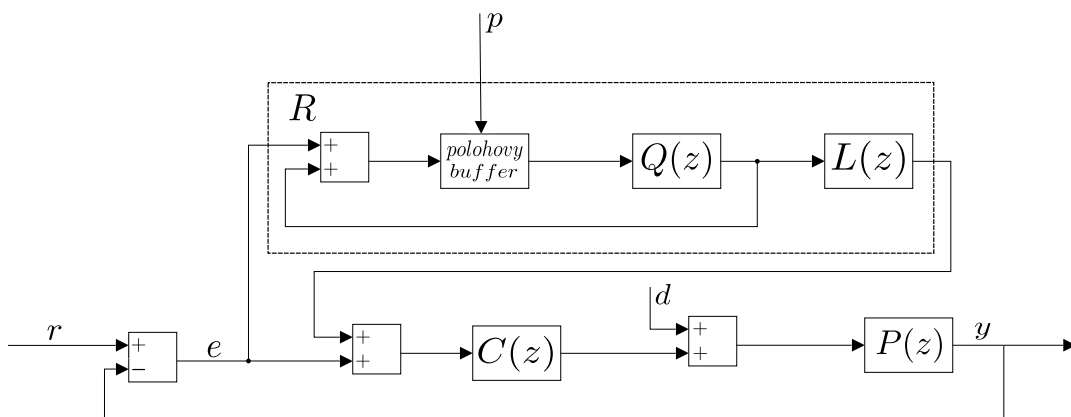 p
R
+
+
polohovy
buffer
Q(z)
L(z)
d
r
+
−
e
+
+
C(z)
+
+
P(z)
y